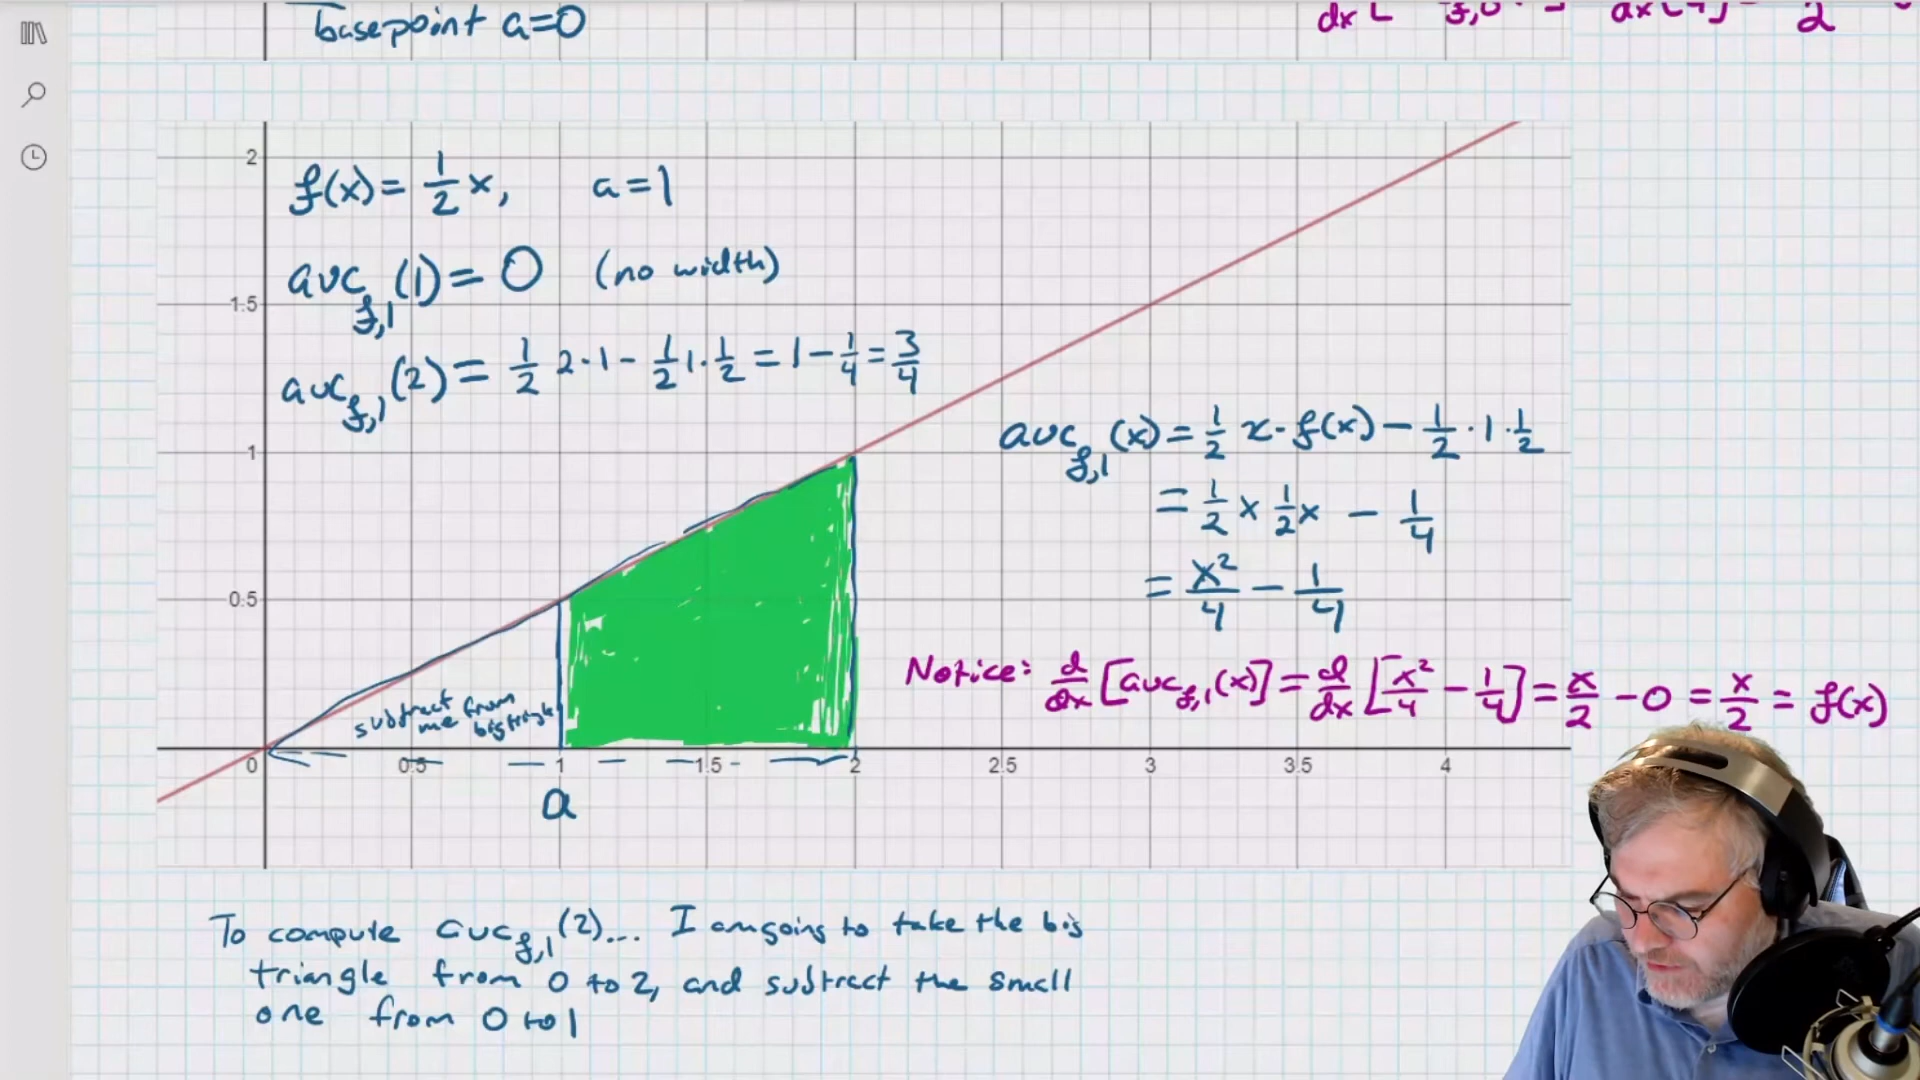 basepoint a=0
2
f(x) = 1/2 x, a = 1
auc_f,1 (1) = 0 (no width)
1.5
auc_f,1 (2) = 1/2 2·1 - 1/2 1·1/2 = 1 - 1/4 = 3/4
1
auc_f,1 (x) = 1/2 x·f(x) - 1/2 · 1 · 1/2
= 1/2 x 1/2 x - 1/4
= x²/4 - 1/4
0.5
Notice: d/dx [auc_f,1 (x)] = d/dx [x²/4 - 1/4] = x/2 - 0 = x/2 = f(x)
subtract
me from
big triangle
0 0.5 1 1.5 2 2.5 3 3.5 4
a
To compute auc_f,1 (2)... I am going to take the big
triangle from 0 to 2, and subtract the small
one from 0 to 1